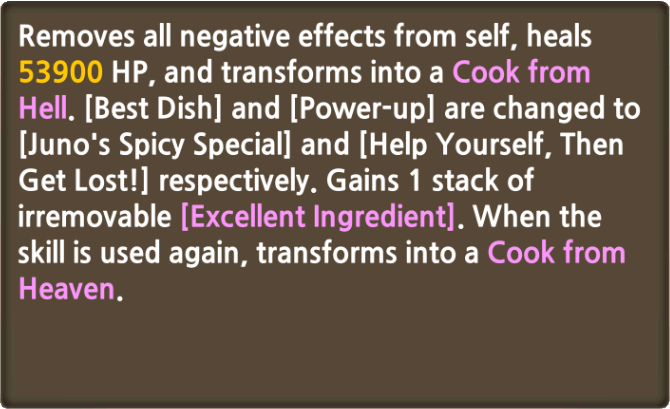 Removes all negative effects from self, heals
53900 HP, and transforms into a Cook from
Hell. [Best Dish] and [Power-up] are changed to
[Juno's Spicy Special] and [Help Yourself, Then
Get Lost!] respectively. Gains 1 stack of
irremovable [Excellent Ingredient]. When the
skill is used again, transforms into a Cook from
Heaven.